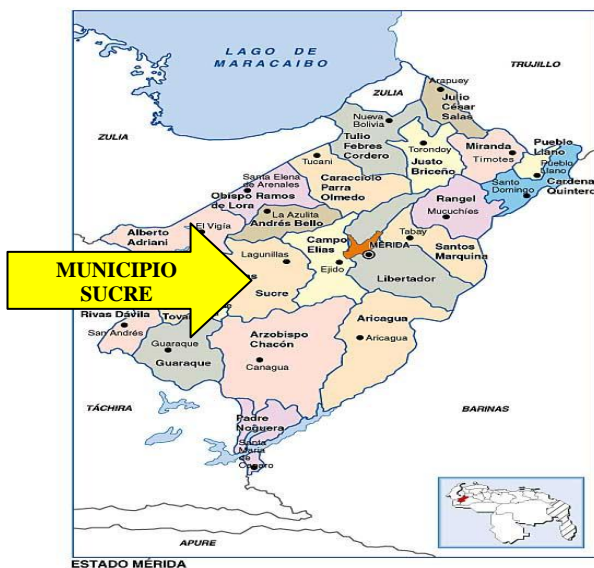 LAGO DE
MARACAIBO
TRUJILLO
ZULIA
ZULIA
Arapuey
Julio
César
Salas
Nueva
Bolivia
Tulio
Febres
Cordero
Torondoy
Justo
Briceño
Miranda
Timotes
Pueblo
Llano
Pueblo
Llano
Cardenal
Quintero
Santo
Domingo
Tucani
Caracciolo
Parra
Olmedo
Santa Elena
de Arenales
Obispo Ramos
de Lora
Rangel
Mucuchíes
La Azulita
Andrés Bello
Alberto
Adriani
El Vigía
Campo
Elías
MÉRIDA
Tabay
Santos
Marquina
Lagunillas
Ejido
Libertador
Sucre
MUNICIPIO
SUCRE
Rivas Dávila
San Andrés
Guaraque
Guaraque
Arzobispo
Chacón
Canagua
Aricagua
Aricagua
TÁCHIRA
BARINAS
Padre
Noguera
Santa
María
de
Caparo
APURE
ESTADO MÉRIDA